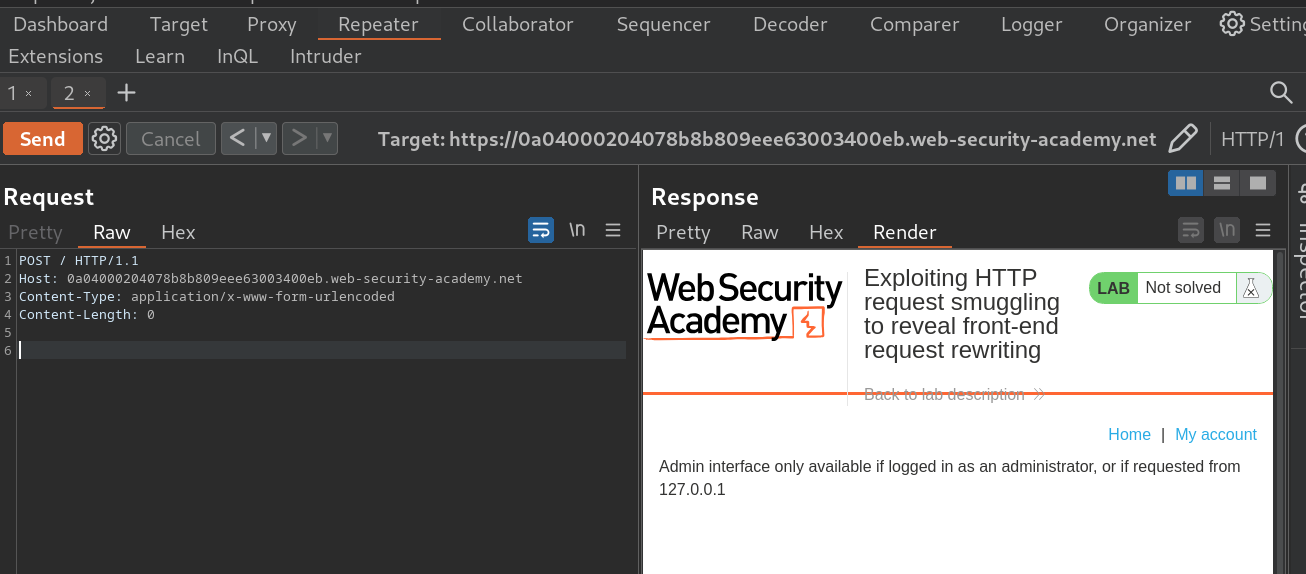 Dashboard Target Proxy Repeater Collaborator Sequencer Decoder Comparer Logger Organizer Settin
Extensions Learn InQL Intruder
1 × 2 × +
Send Cancel < > Target: https://0a04000204078b8b809eee63003400eb.web-security-academy.net HTTP/1
Request
Pretty Raw Hex \n
1 POST / HTTP/1.1
2 Host: 0a04000204078b8b809eee63003400eb.web-security-academy.net
3 Content-Type: application/x-www-form-urlencoded
4 Content-Length: 0
5
6
Response
Pretty Raw Hex Render \n
WebSecurity
Academy
Exploiting HTTP
request smuggling
to reveal front-end
request rewriting
LAB Not solved
Back to lab description
Home | My account
Admin interface only available if logged in as an administrator, or if requested from
127.0.0.1
Inspector